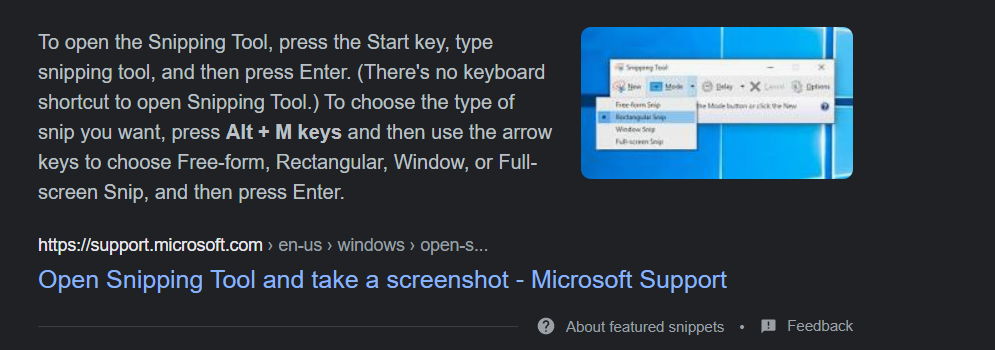 To open the Snipping Tool, press the Start key, type
snipping tool, and then press Enter. (There's no keyboard
shortcut to open Snipping Tool.) To choose the type of
snip you want, press Alt + M keys and then use the arrow
keys to choose Free-form, Rectangular, Window, or Full-
screen Snip, and then press Enter.
Snipping Tool
New Mode Delay Cancel Options
Free-form Snip
the Mode button or click the New
Rectangular Snip
Window Snip
Full-screen Snip
https://support.microsoft.com › en-us › windows › open-s...
Open Snipping Tool and take a screenshot - Microsoft Support
About featured snippets • Feedback